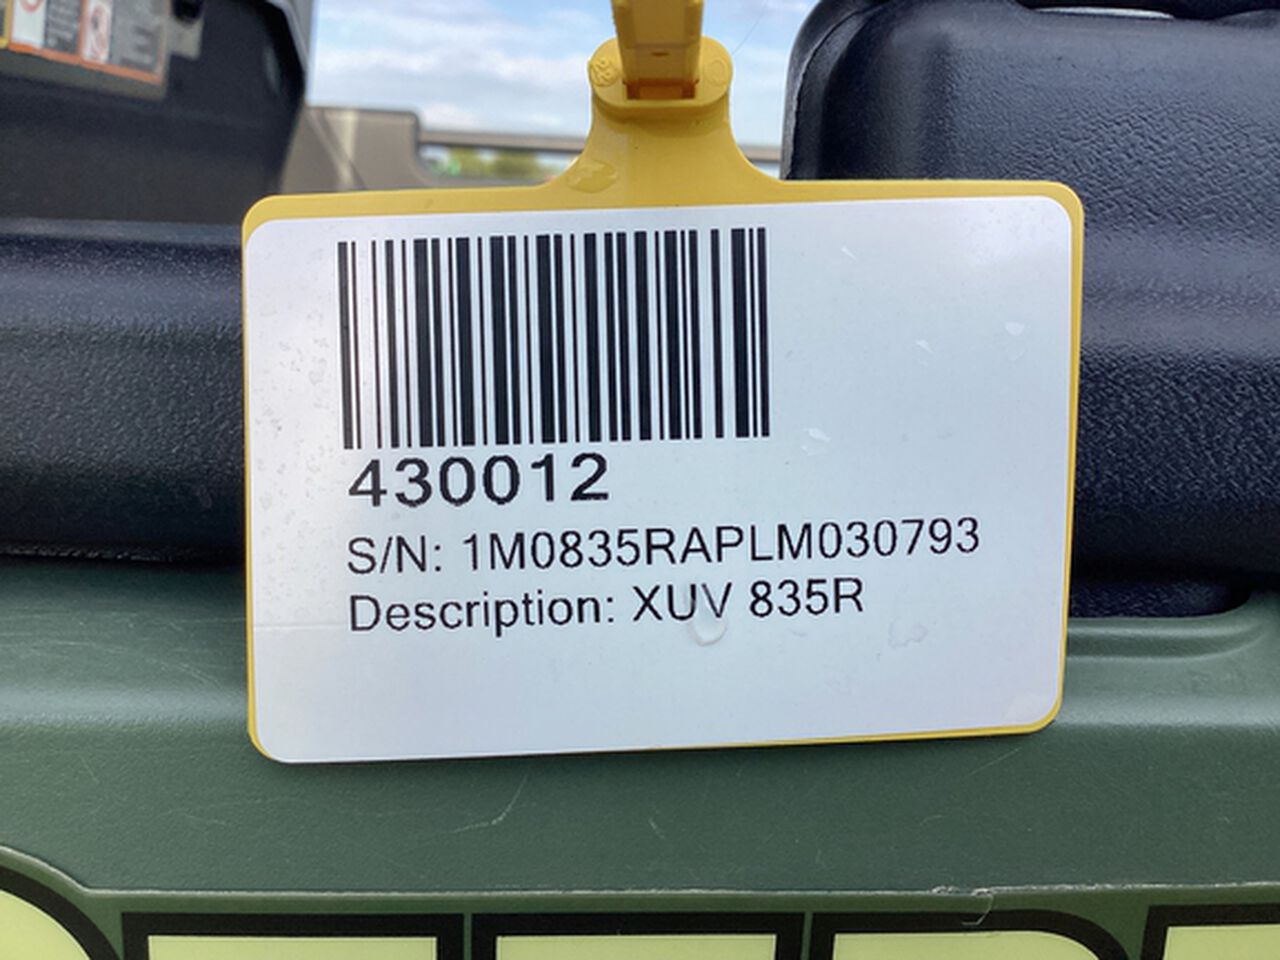 430012
S/N: 1M0835RAPLM030793
Description: XUV 835R